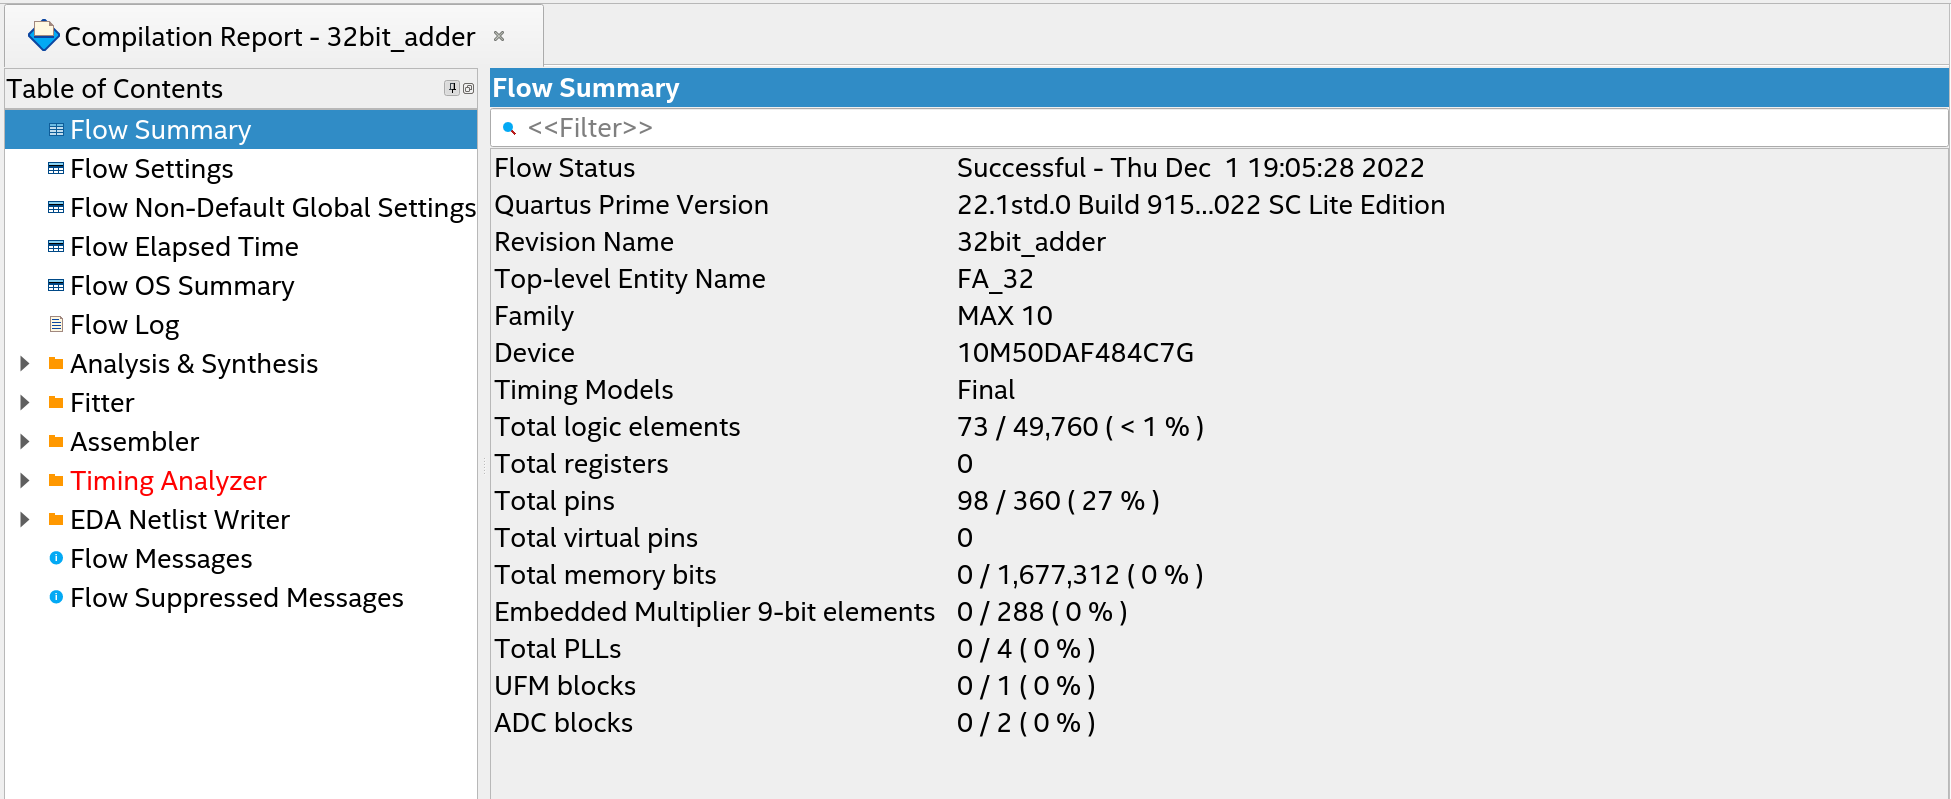 Compilation Report - 32bit_adder
Table of Contents
Flow Summary
Flow Settings
Flow Non-Default Global Settings
Flow Elapsed Time
Flow OS Summary
Flow Log
Analysis & Synthesis
Fitter
Assembler
Timing Analyzer
EDA Netlist Writer
Flow Messages
Flow Suppressed Messages
Flow Summary
<<Filter>>
Flow Status Successful - Thu Dec  1 19:05:28 2022
Quartus Prime Version 22.1std.0 Build 915...022 SC Lite Edition
Revision Name 32bit_adder
Top-level Entity Name FA_32
Family MAX 10
Device 10M50DAF484C7G
Timing Models Final
Total logic elements 73 / 49,760 ( < 1 % )
Total registers 0
Total pins 98 / 360 ( 27 % )
Total virtual pins 0
Total memory bits 0 / 1,677,312 ( 0 % )
Embedded Multiplier 9-bit elements 0 / 288 ( 0 % )
Total PLLs 0 / 4 ( 0 % )
UFM blocks 0 / 1 ( 0 % )
ADC blocks 0 / 2 ( 0 % )